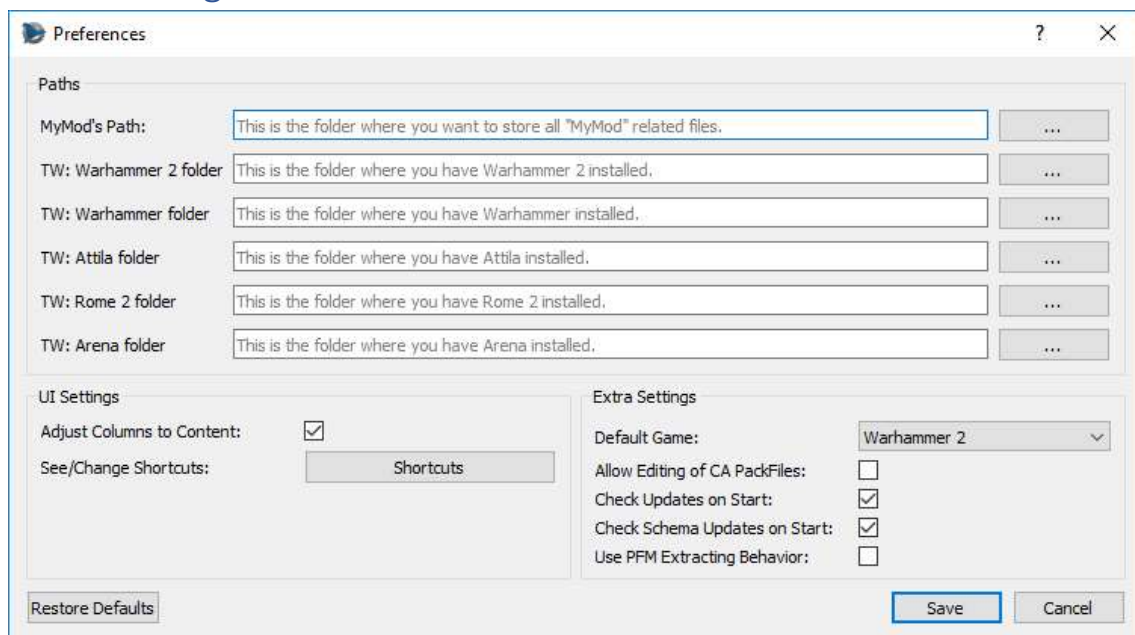 Preferences
?
Paths
MyMod's Path:
This is the folder where you want to store all "MyMod" related files.
...
TW: Warhammer 2 folder
This is the folder where you have Warhammer 2 installed.
...
TW: Warhammer folder
This is the folder where you have Warhammer installed.
...
TW: Attila folder
This is the folder where you have Attila installed.
...
TW: Rome 2 folder
This is the folder where you have Rome 2 installed.
...
TW: Arena folder
This is the folder where you have Arena installed.
...
UI Settings
Adjust Columns to Content:
See/Change Shortcuts:
Shortcuts
Extra Settings
Default Game:
Warhammer 2
Allow Editing of CA PackFiles:
Check Updates on Start:
Check Schema Updates on Start:
Use PFM Extracting Behavior:
Restore Defaults
Save
Cancel